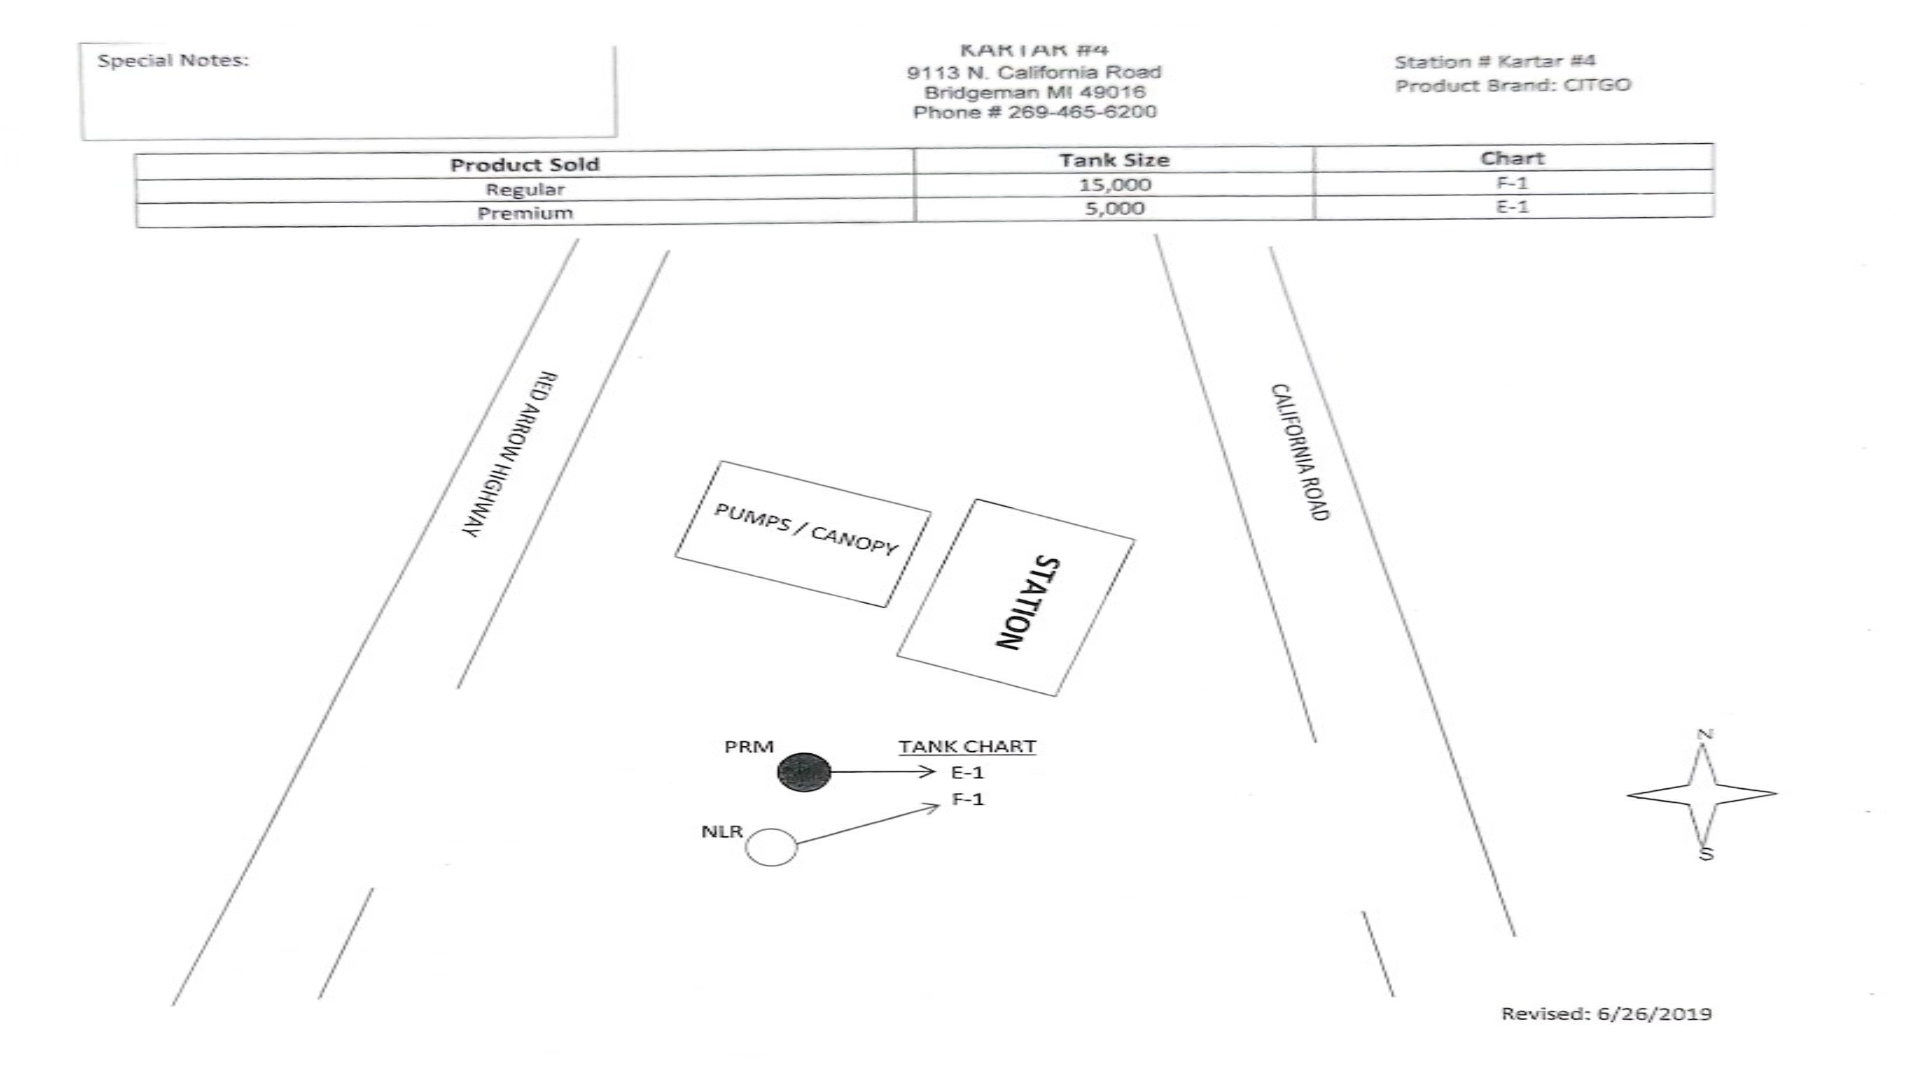 Special Notes:
KARTAR #4
9113 N. California Road
Bridgeman MI 49016
Phone # 269-465-6200
Station # Kartar #4
Product Brand: CITGO
Product Sold Tank Size Chart
Regular 15,000 F-1
Premium 5,000 E-1
RED ARROW HIGHWAY
CALIFORNIA ROAD
PUMPS / CANOPY
STATION
PRM
TANK CHART
E-1
F-1
NLR
N
S
Revised: 6/26/2019